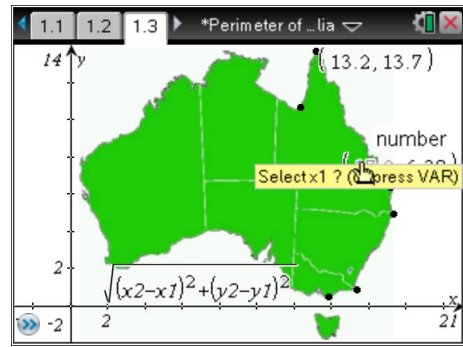 1.1 1.2 1.3 *Perimeter of …lia
14 y
(13.2, 13.7)
number
Select x1 ? (
press VAR)
2
√((x2-x1)²+(y2-y1)²
x
-2 2 21